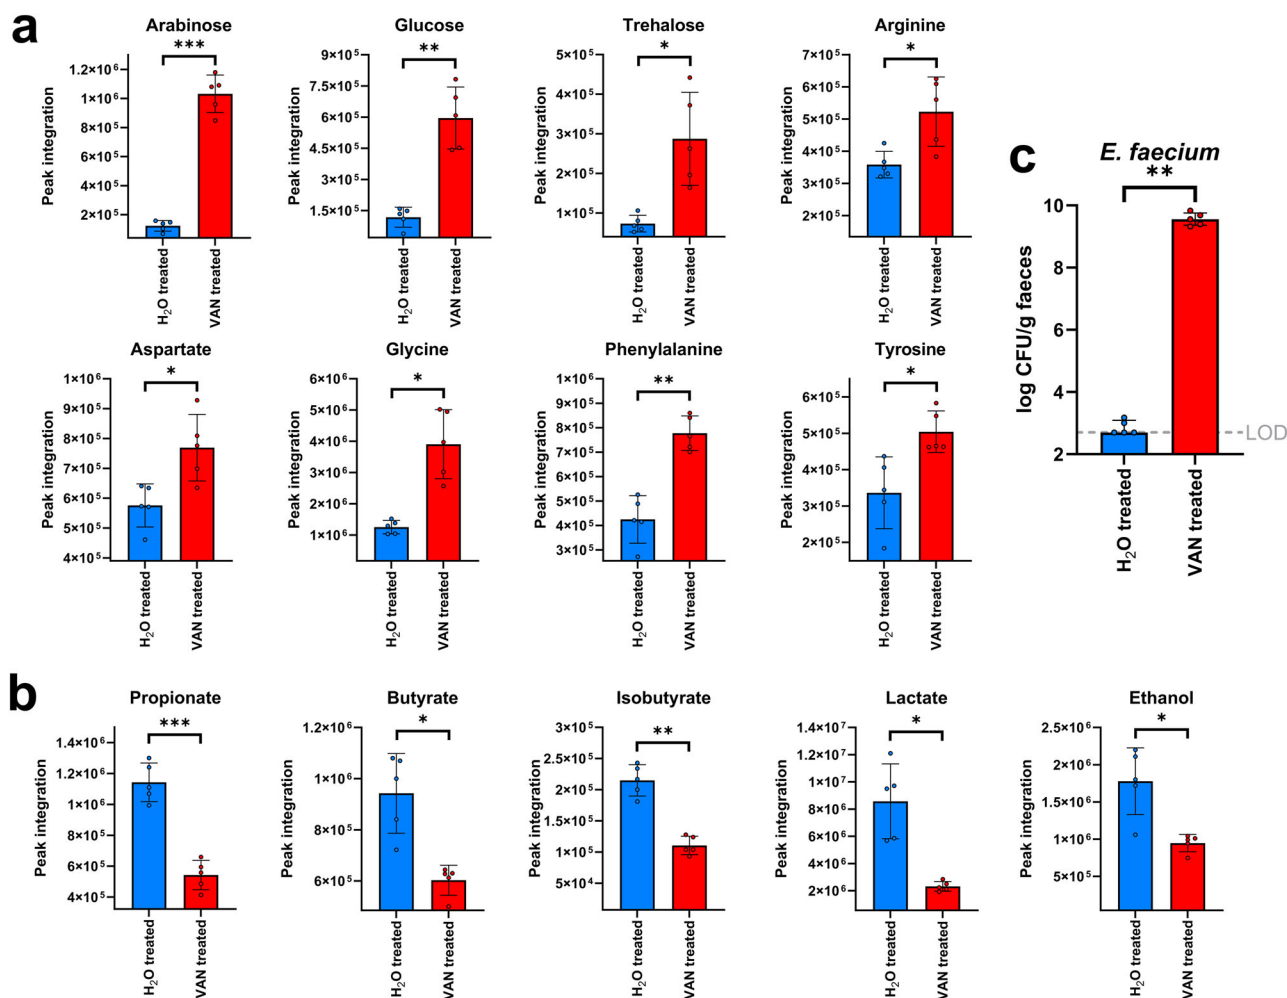 a
Arabinose
***
Peak integration
1.2×10⁶
1×10⁶
8×10⁵
6×10⁵
4×10⁵
2×10⁵
H₂O treated
VAN treated
Glucose
**
Peak integration
9×10⁵
7.5×10⁵
6×10⁵
4.5×10⁵
3×10⁵
1.5×10⁵
H₂O treated
VAN treated
Trehalose
*
Peak integration
5×10⁵
4×10⁵
3×10⁵
2×10⁵
1×10⁵
H₂O treated
VAN treated
Arginine
*
Peak integration
7×10⁵
6×10⁵
5×10⁵
4×10⁵
3×10⁵
2×10⁵
H₂O treated
VAN treated
Aspartate
*
Peak integration
1×10⁶
9×10⁵
8×10⁵
7×10⁵
6×10⁵
5×10⁵
4×10⁵
H₂O treated
VAN treated
Glycine
*
Peak integration
6×10⁶
5×10⁶
4×10⁶
3×10⁶
2×10⁶
1×10⁶
H₂O treated
VAN treated
Phenylalanine
**
Peak integration
1×10⁶
9×10⁵
8×10⁵
7×10⁵
6×10⁵
5×10⁵
4×10⁵
3×10⁵
H₂O treated
VAN treated
Tyrosine
*
Peak integration
6×10⁵
5×10⁵
4×10⁵
3×10⁵
2×10⁵
H₂O treated
VAN treated
c
E. faecium
**
log CFU/g faeces
10
8
6
4
2
LOD
H₂O treated
VAN treated
b
Propionate
***
Peak integration
1.4×10⁶
1.2×10⁶
1×10⁶
8×10⁵
6×10⁵
4×10⁵
H₂O treated
VAN treated
Butyrate
*
Peak integration
1.2×10⁶
1×10⁶
8×10⁵
6×10⁵
H₂O treated
VAN treated
Isobutyrate
**
Peak integration
3×10⁵
2.5×10⁵
2×10⁵
1.5×10⁵
1×10⁵
5×10⁴
H₂O treated
VAN treated
Lactate
*
Peak integration
1.4×10⁷
1.2×10⁷
1×10⁷
8×10⁶
6×10⁶
4×10⁶
2×10⁶
H₂O treated
VAN treated
Ethanol
*
Peak integration
2.5×10⁶
2×10⁶
1.5×10⁶
1×10⁶
5×10⁵
H₂O treated
VAN treated